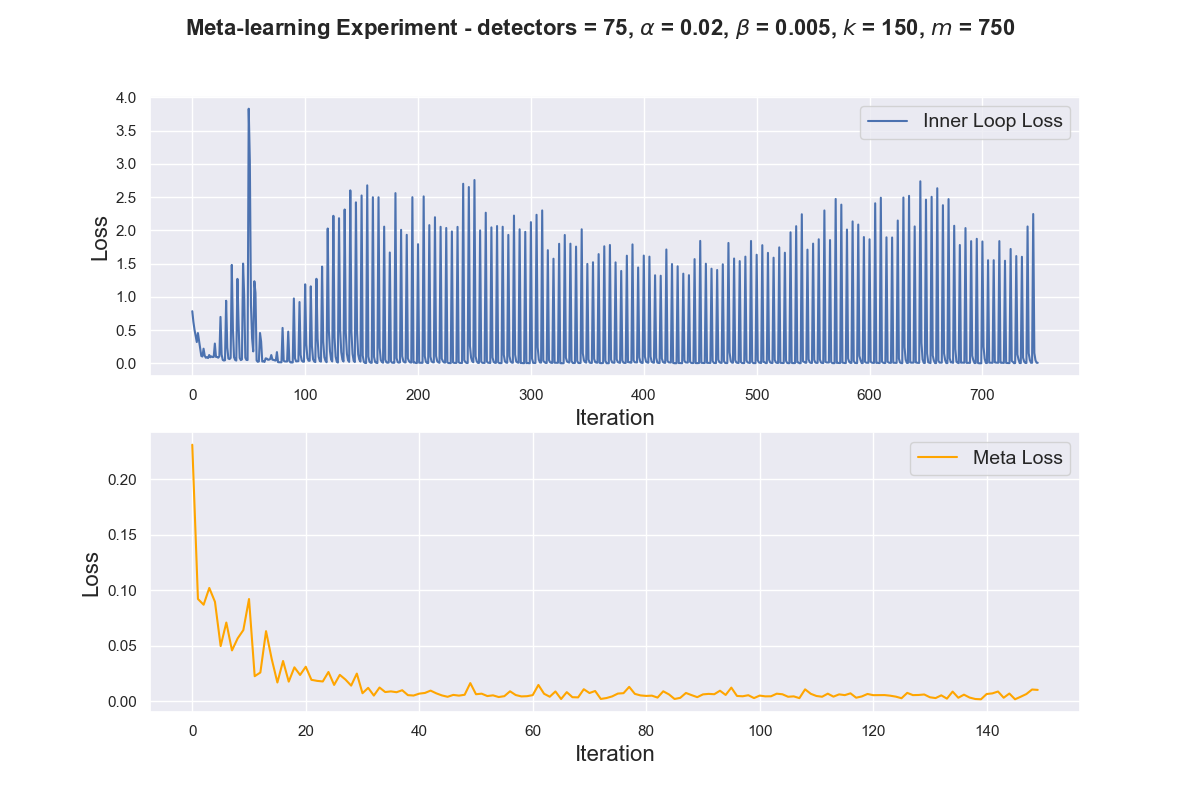 Meta-learning Experiment - detectors = 75, α = 0.02, β = 0.005, k = 150, m = 750
4.0
3.5
3.0
2.5
2.0
1.5
1.0
0.5
0.0
Loss
Inner Loop Loss
0 100 200 300 400 500 600 700
Iteration
0.20
0.15
0.10
0.05
0.00
Loss
Meta Loss
0 20 40 60 80 100 120 140
Iteration